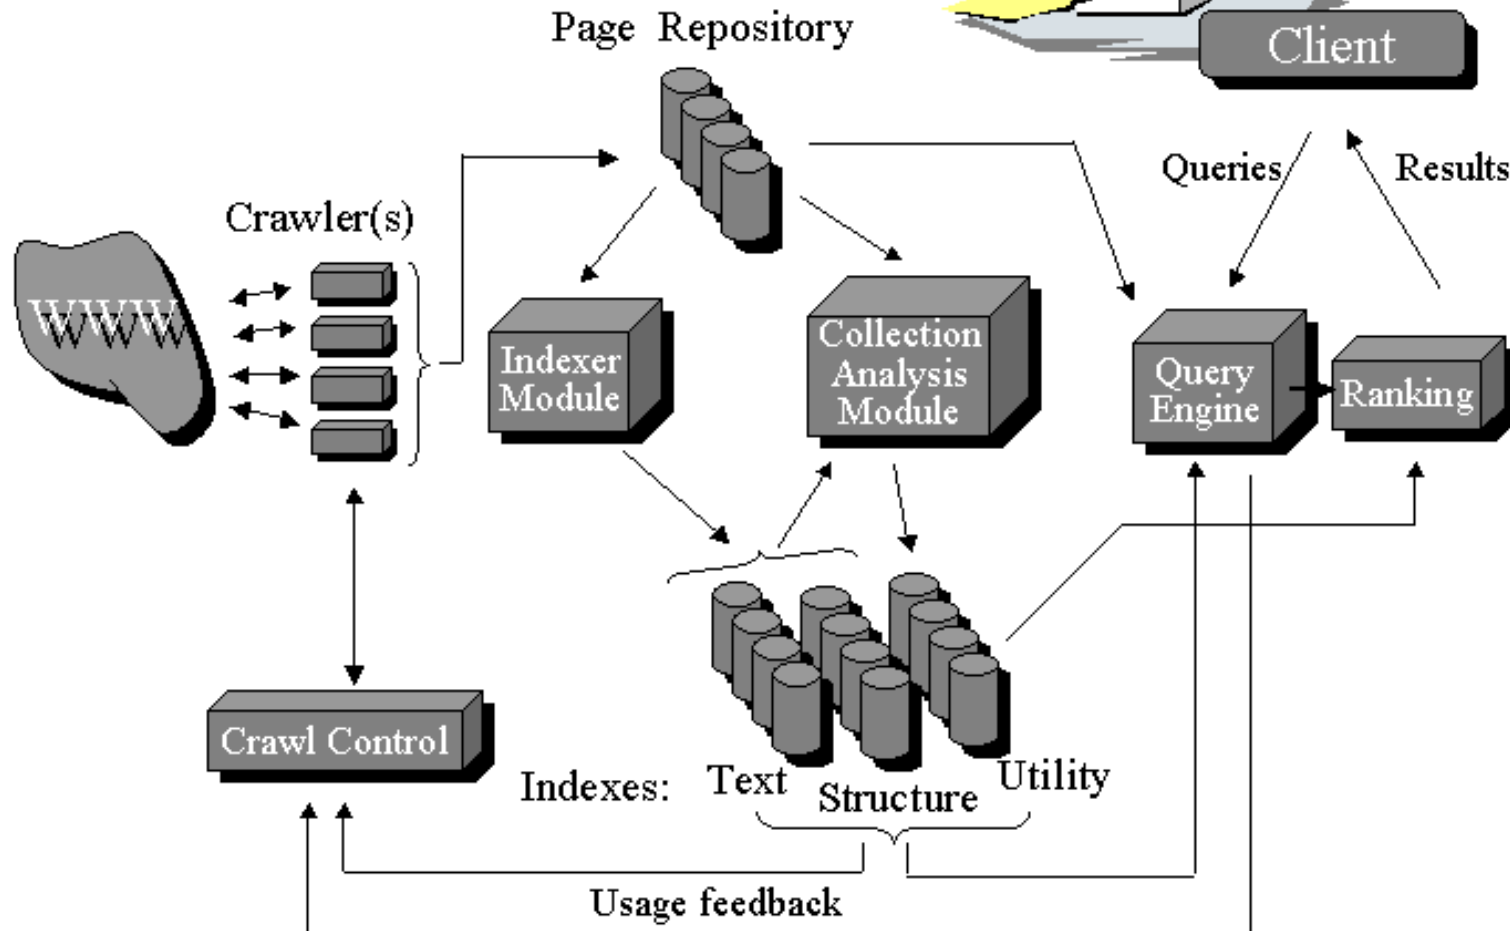 Page Repository
Client
Queries
Results
Crawler(s)
WWW
Indexer
Module
Collection
Analysis
Module
Query
Engine
Ranking
Crawl Control
Indexes:
Text
Structure
Utility
Usage feedback